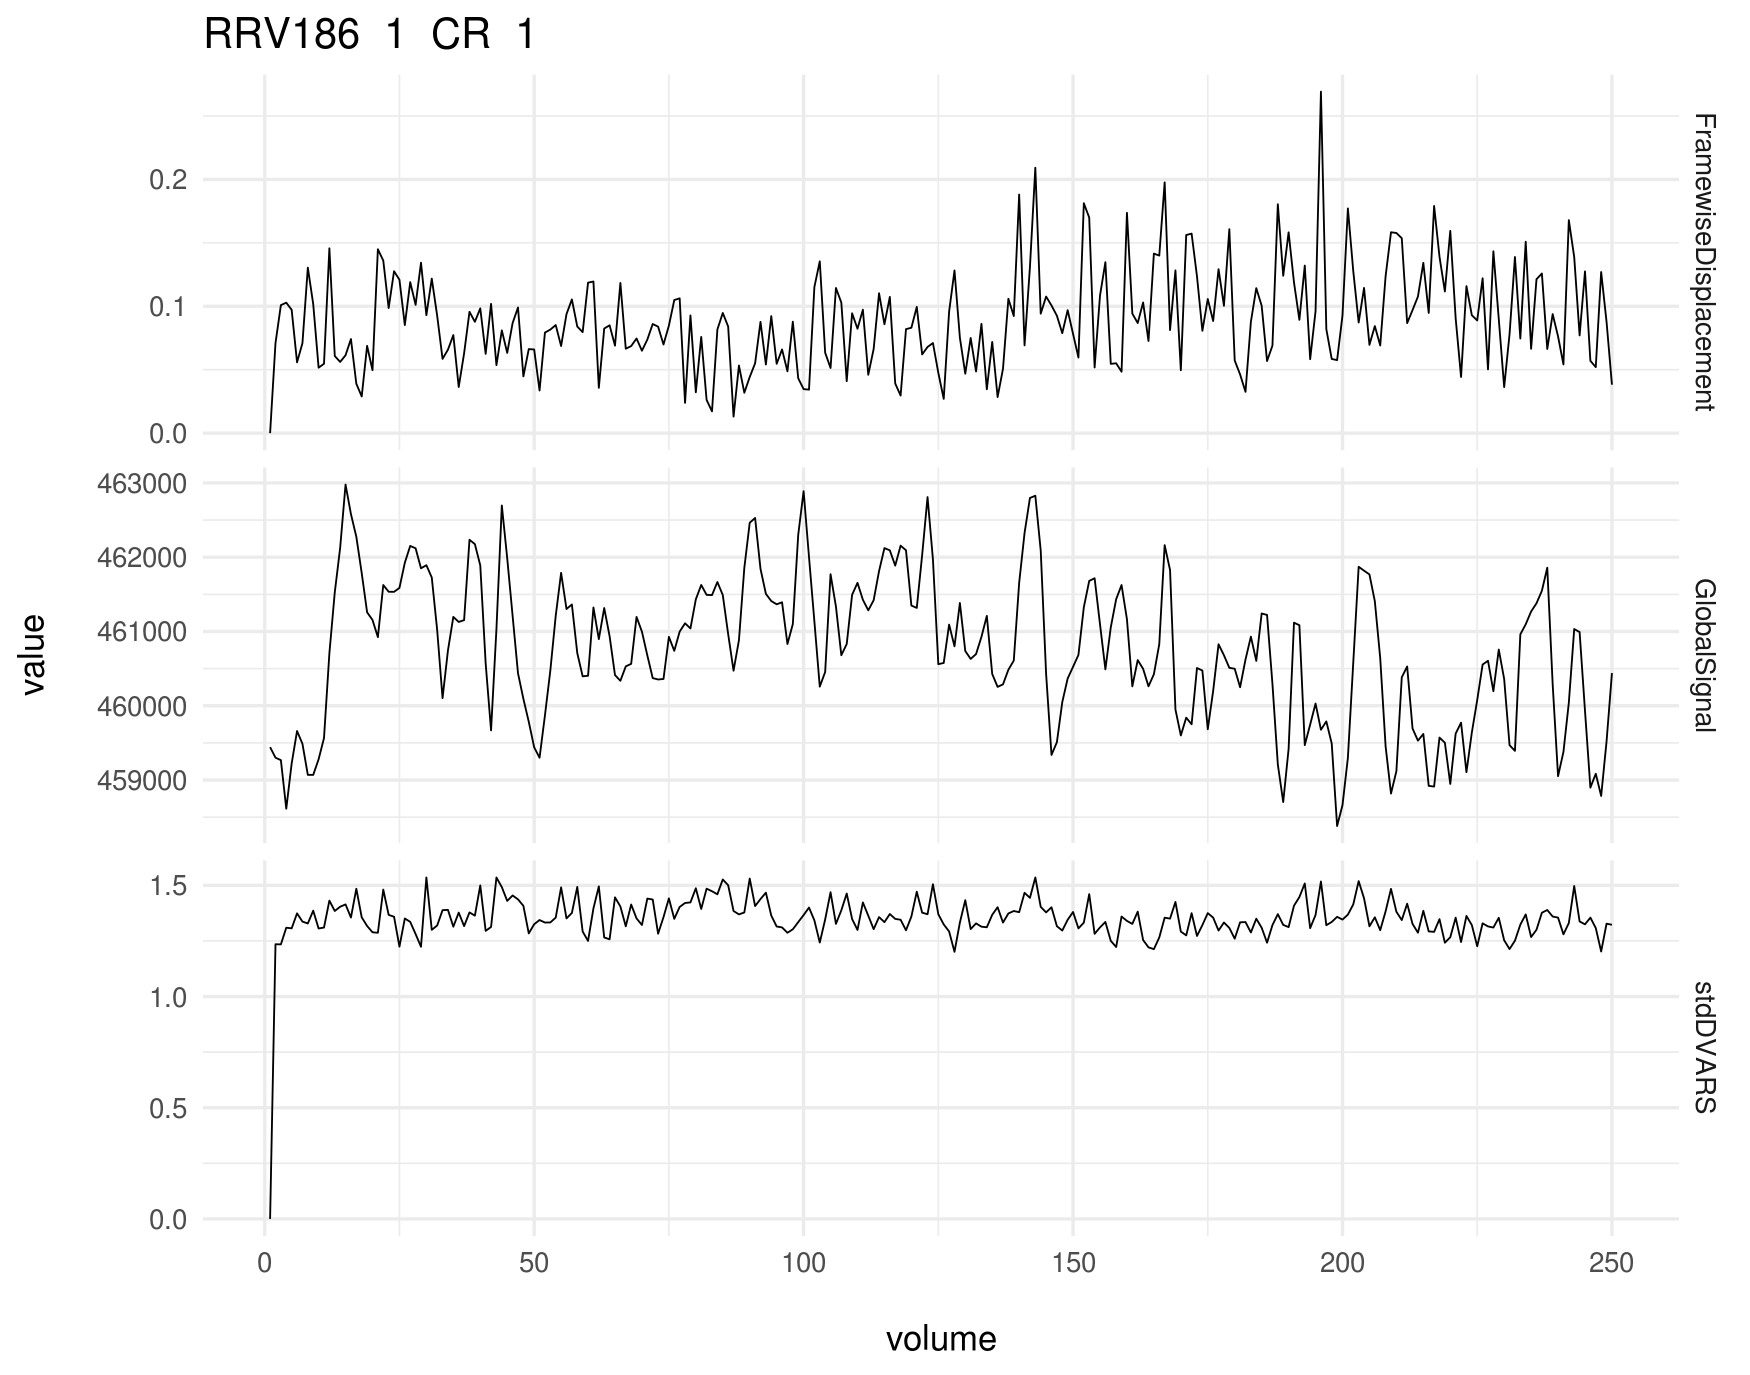 RRV186 1 CR 1
value
0.2
0.1
0.0
FramewiseDisplacement
463000
462000
461000
460000
459000
GlobalSignal
1.5
1.0
0.5
0.0
stdDVARS
0 50 100 150 200 250
volume